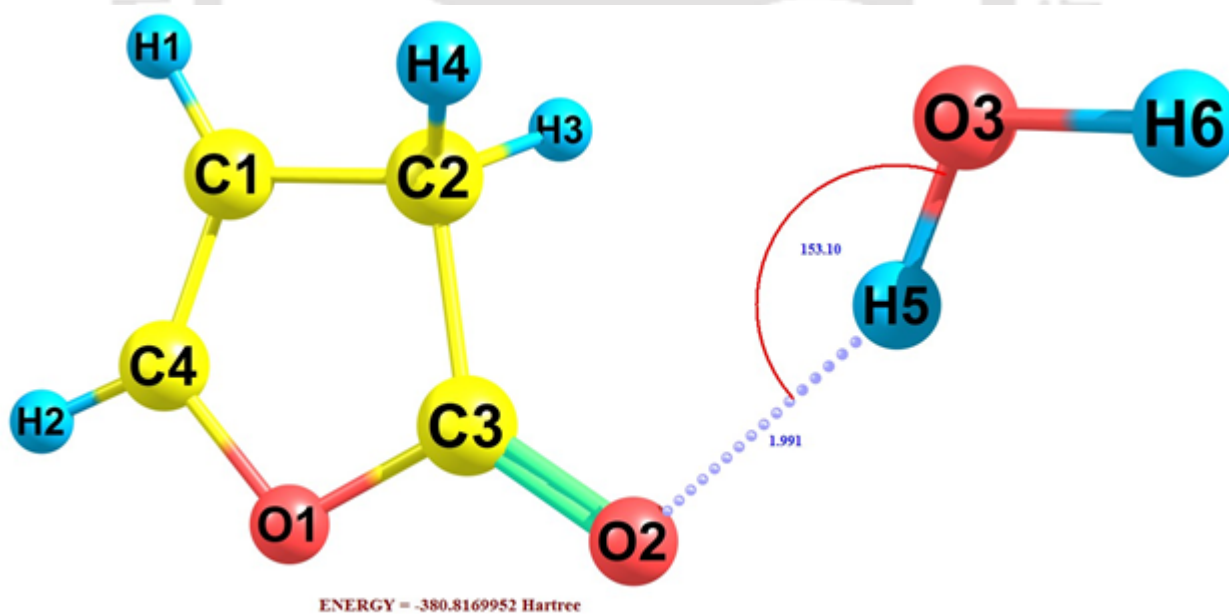 H1
H4
H3
C1
C2
O3
H6
153.10
H5
C4
H2
C3
1.991
O1
O2
ENERGY = -380.8169952 Hartree